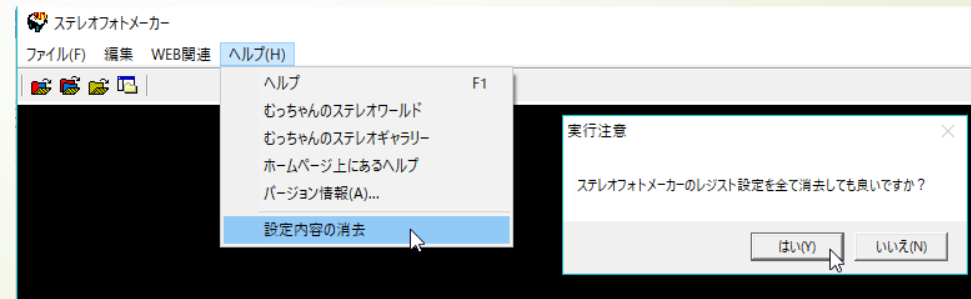 ステレオフォトメーカー
ファイル(F) 編集 WEB関連 ヘルプ(H)
ヘルプ F1
むっちゃんのステレオワールド
むっちゃんのステレオギャラリー
ホームページ上にあるヘルプ
バージョン情報(A)...
設定内容の消去
実行注意
ステレオフォトメーカーのレジスト設定を全て消去しても良いですか？
はい(Y) いいえ(N)